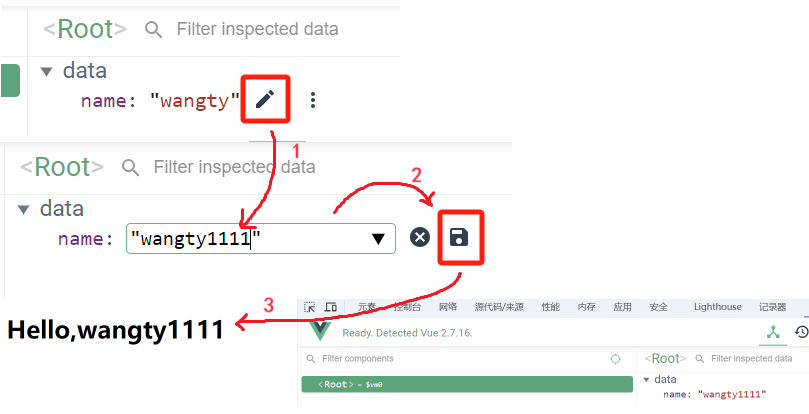 <Root> Filter inspected data
data
name: "wangty"
1
<Root> Filter inspected data
2
data
name: "wangty1111"
3
元素 控制台 网络 源代码/来源 性能 内存 应用 安全 Lighthouse 记录器
Hello,wangty1111
Ready. Detected Vue 2.7.16.
Filter components
<Root> Filter inspected data
<Root> = $vm0
data
name: "wangty1111"